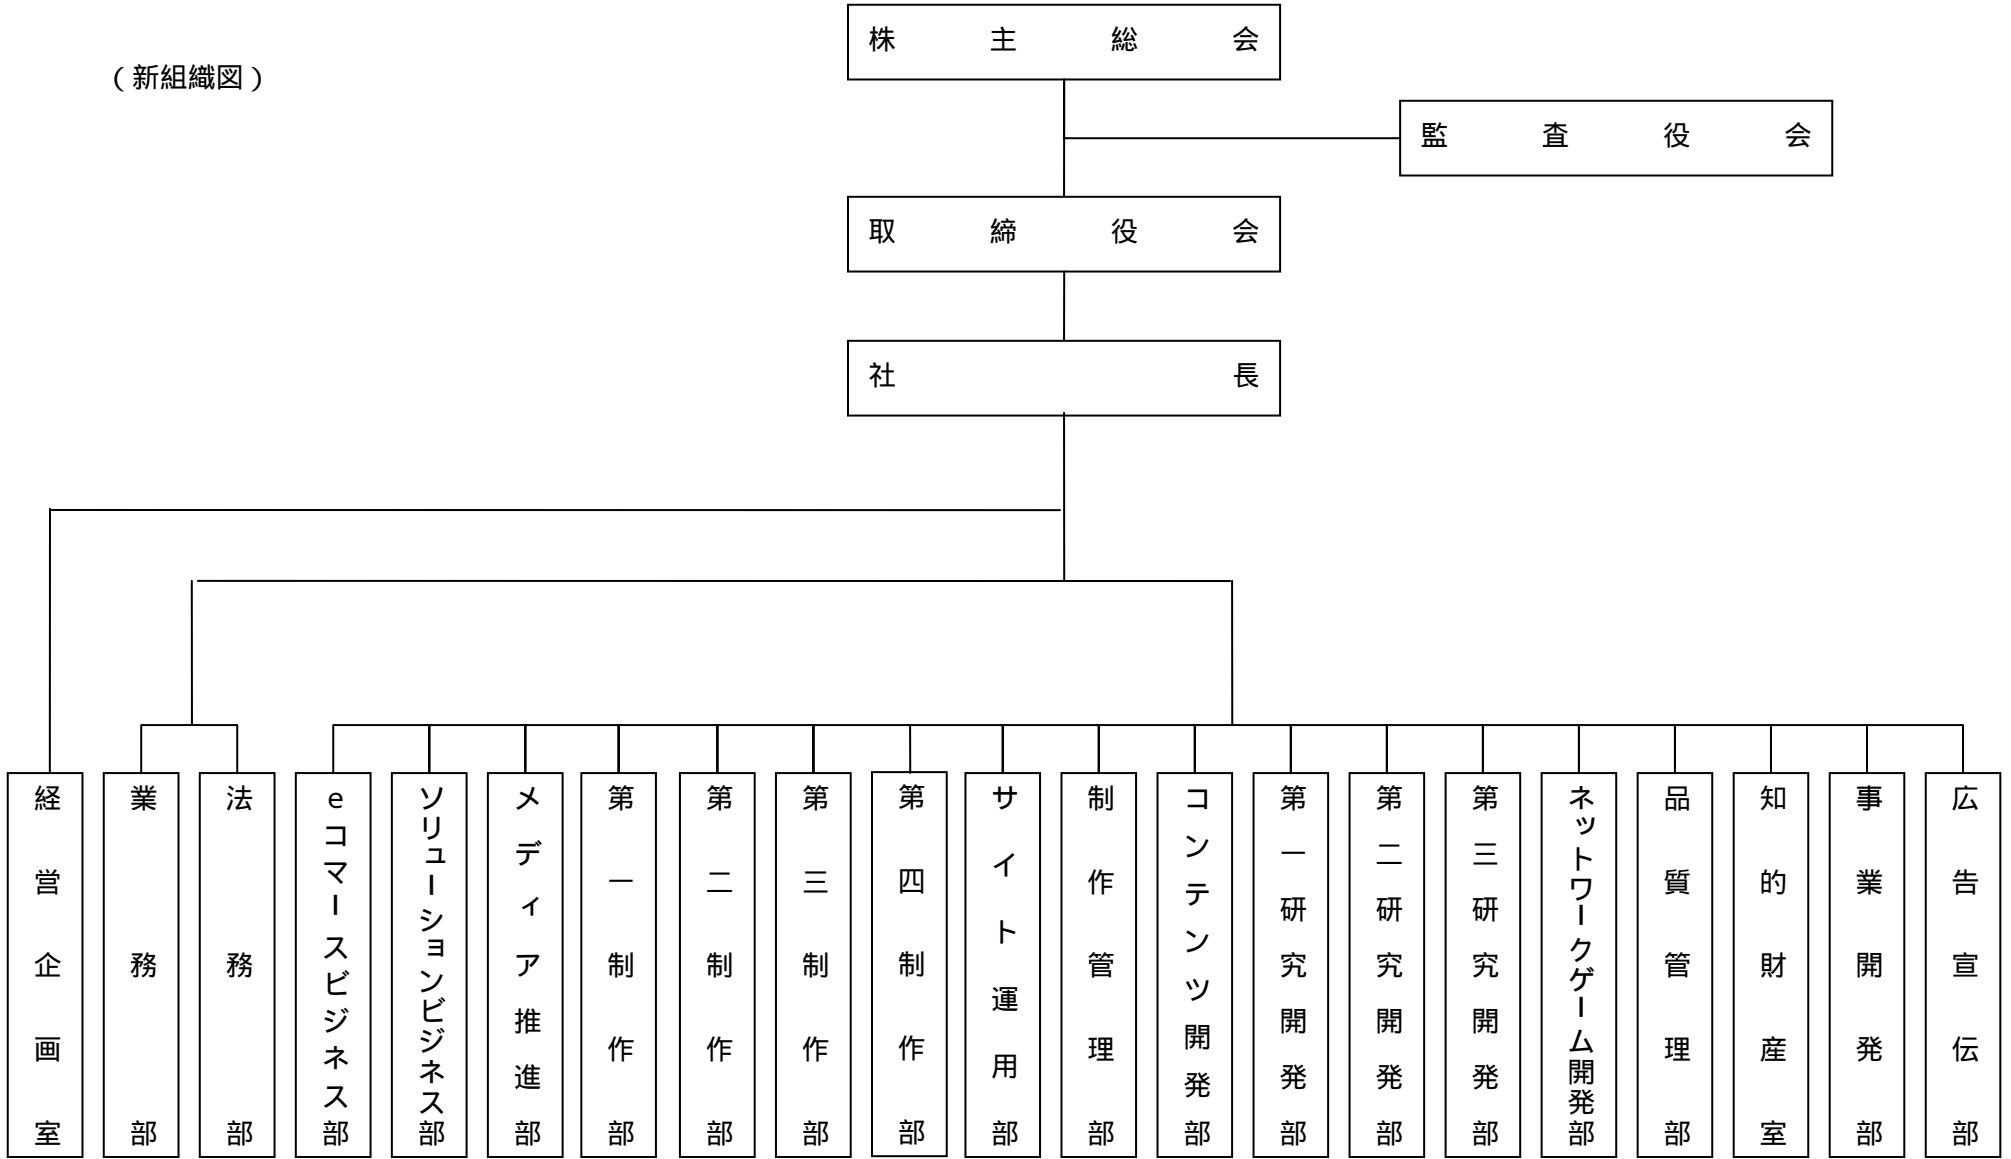 (新組織図)
株主総会
監査役会
取締役会
社長
経営企画室
業務部
法務部
eコマースビジネス部
ソリューションビジネス部
メディア推進部
第一制作部
第二制作部
第三制作部
第四制作部
サイト運用部
制作管理部
コンテンツ開発部
第一研究開発部
第二研究開発部
第三研究開発部
ネットワークゲーム開発部
品質管理部
知的財産室
事業開発部
広告宣伝部